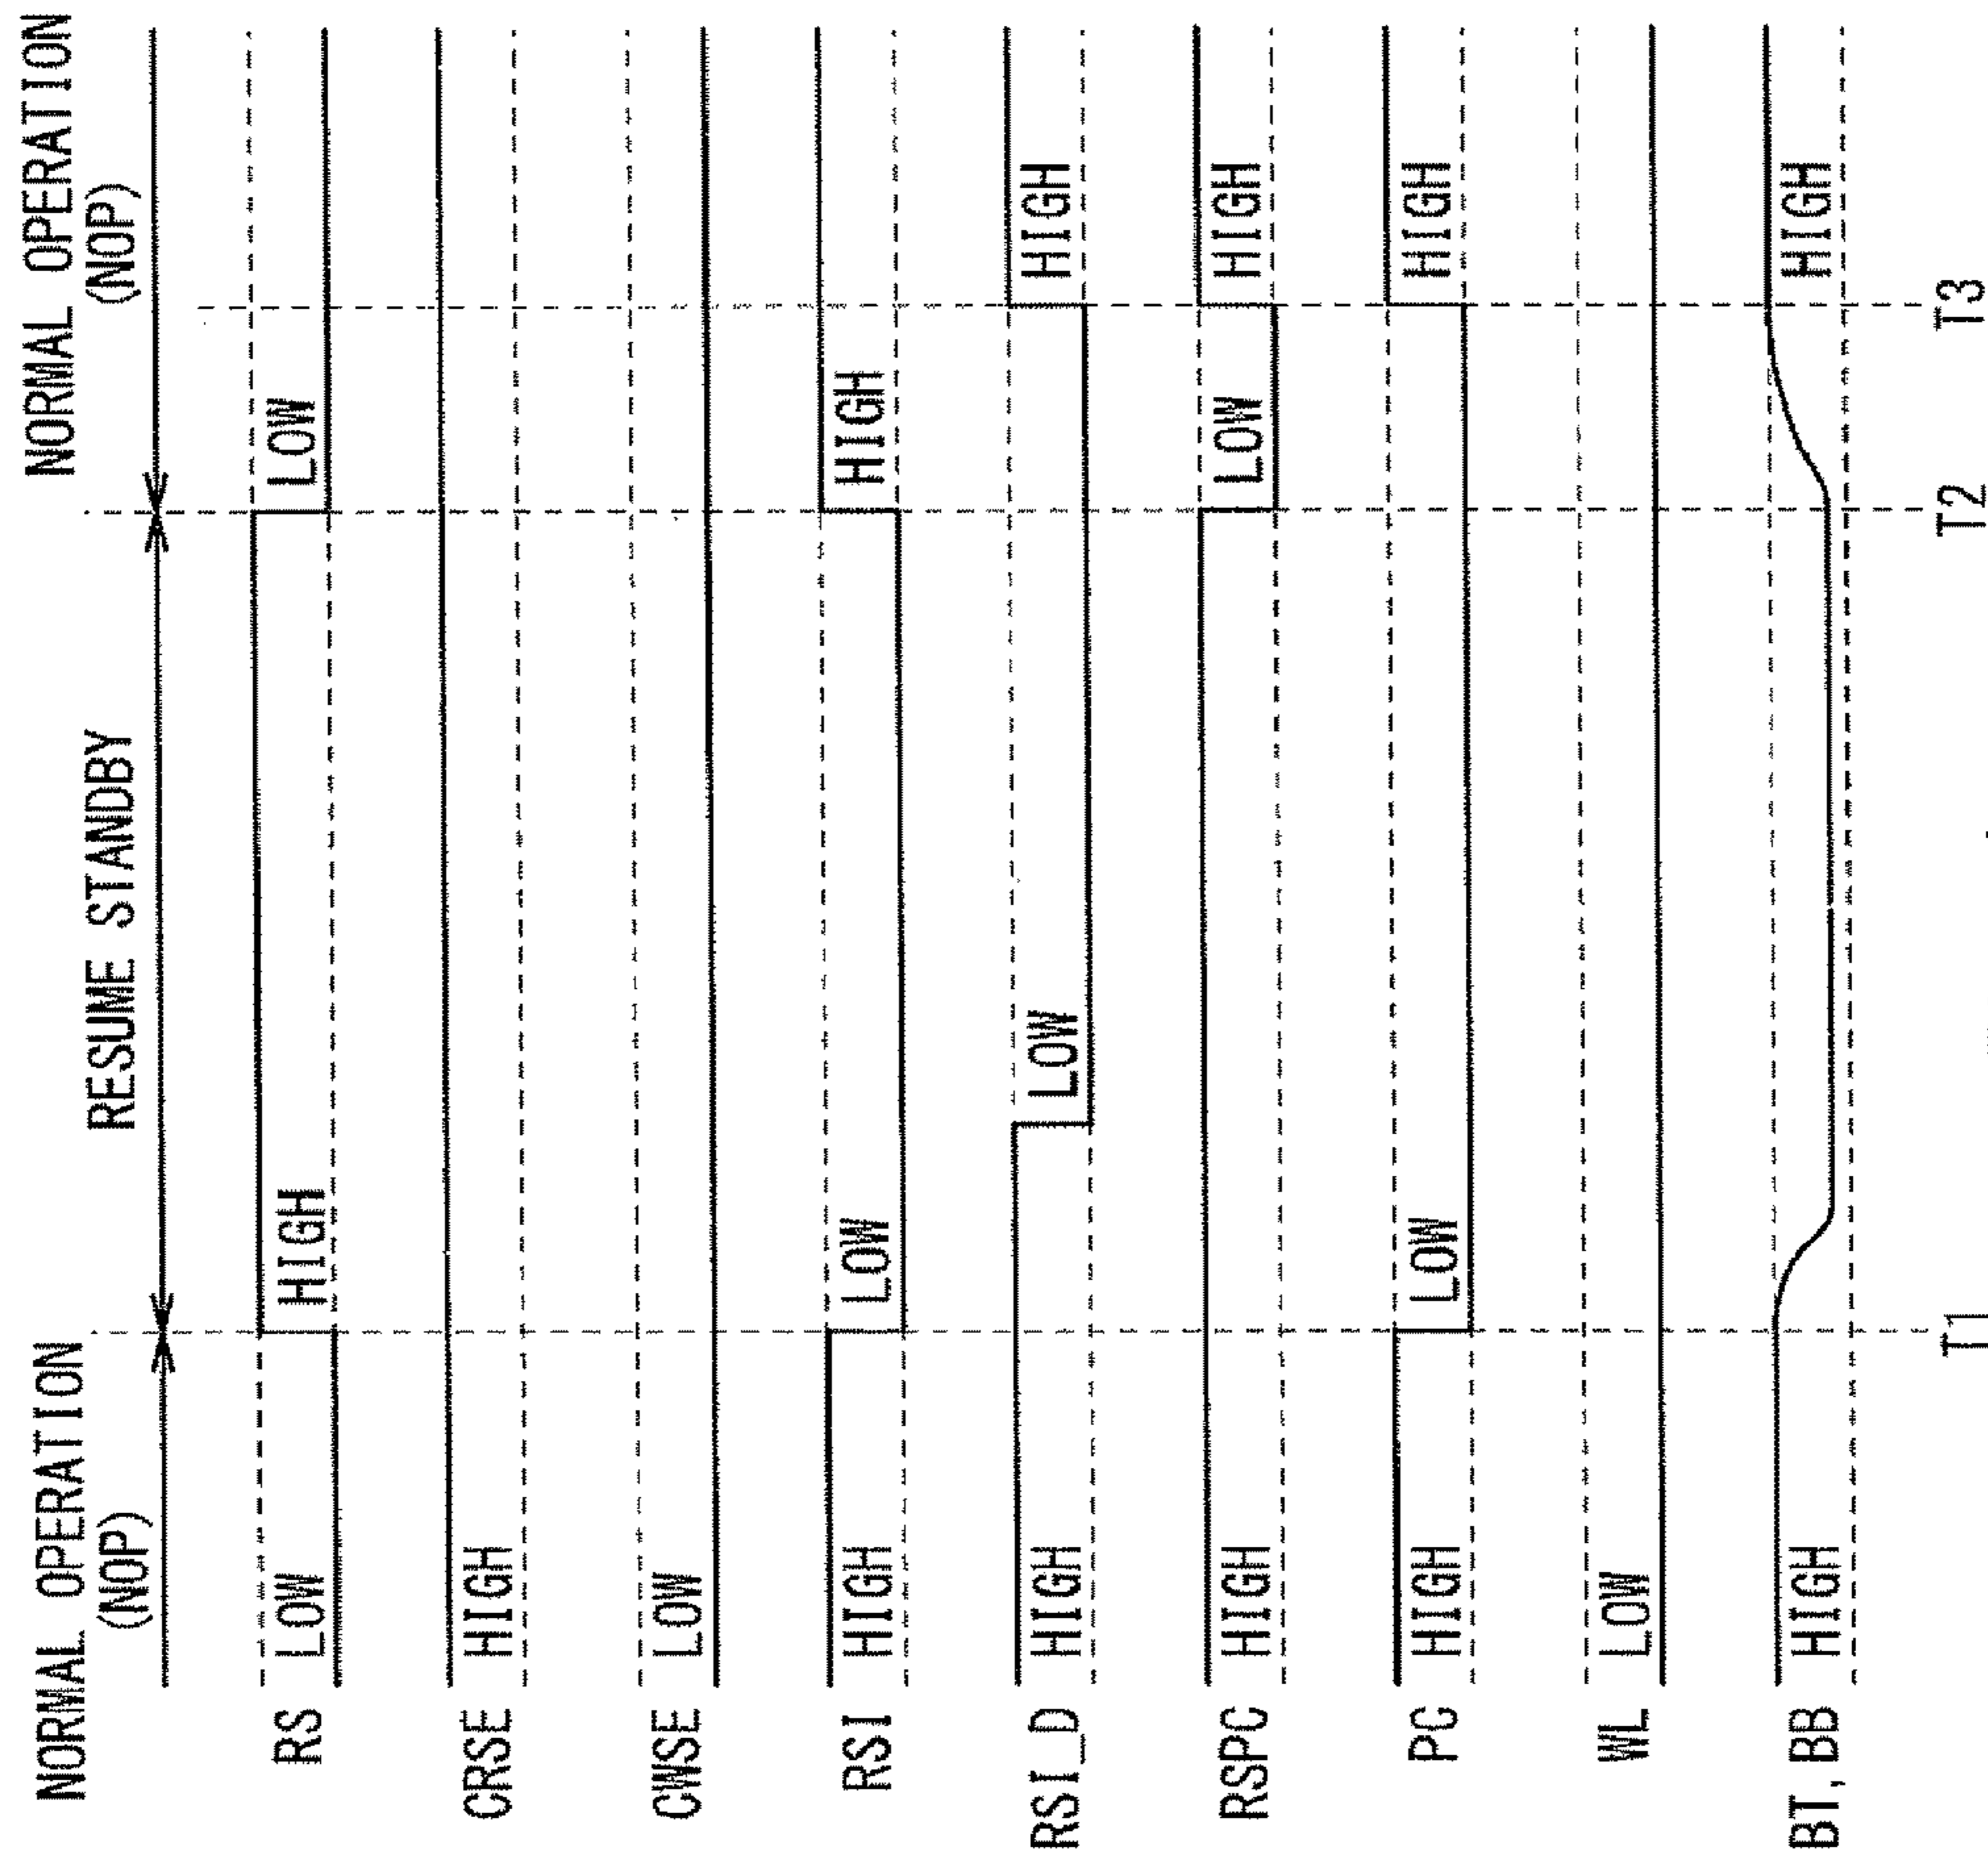 NORMAL OPERATION
(NOP)
RESUME STANDBY
NORMAL OPERATION
(NOP)
RS LOW HIGH LOW
CRSE HIGH
CWSE LOW
RSI HIGH LOW HIGH
RSI_D HIGH LOW HIGH
RSPC HIGH LOW HIGH
PC HIGH LOW HIGH
WL LOW
BT, BB HIGH HIGH
T1 T2 T3